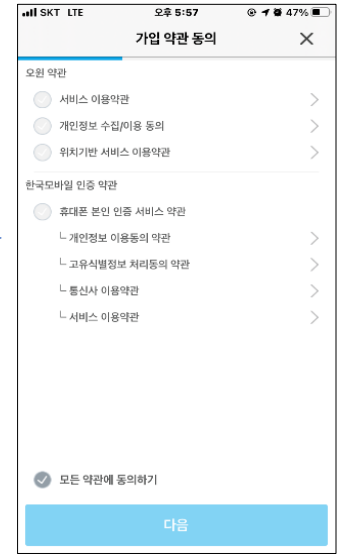 SKT LTE 오후 5:57 47%
가입 약관 동의
오원 약관
서비스 이용약관
개인정보 수집/이용 동의
위치기반 서비스 이용약관
한국모바일 인증 약관
휴대폰 본인 인증 서비스 약관
ㄴ 개인정보 이용동의 약관
ㄴ 고유식별정보 처리동의 약관
ㄴ 통신사 이용약관
ㄴ 서비스 이용약관
모든 약관에 동의하기
다음